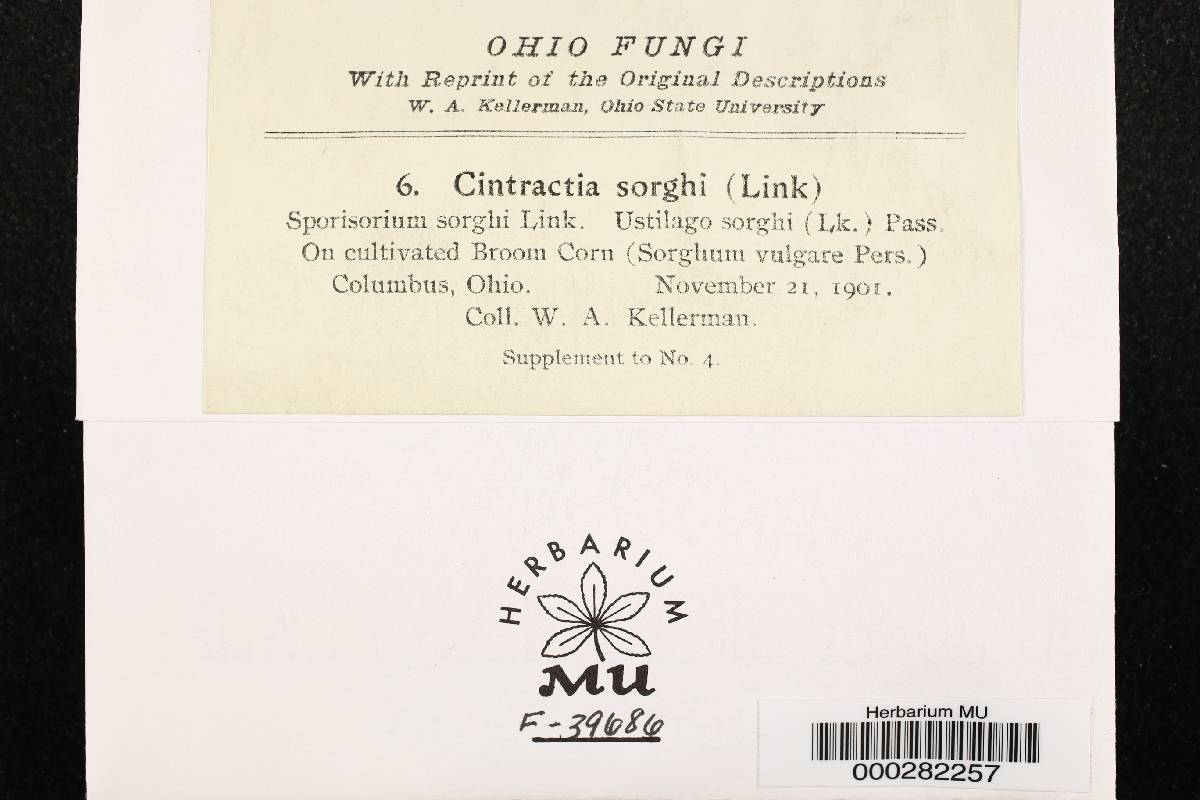 OHIO FUNGI
With Reprint of the Original Descriptions
W. A. Kellerman, Ohio State University
6. Cintractia sorghi (Link)
Sporisorium sorghi Link. Ustilago sorghi (Lk.) Pass.
On cultivated Broom Corn (Sorghum vulgare Pers.)
Columbus, Ohio. November 21, 1901.
Coll. W. A. Kellerman.
Supplement to No. 4.
HERBARIUM
MU
F-39686
Herbarium MU
000282257